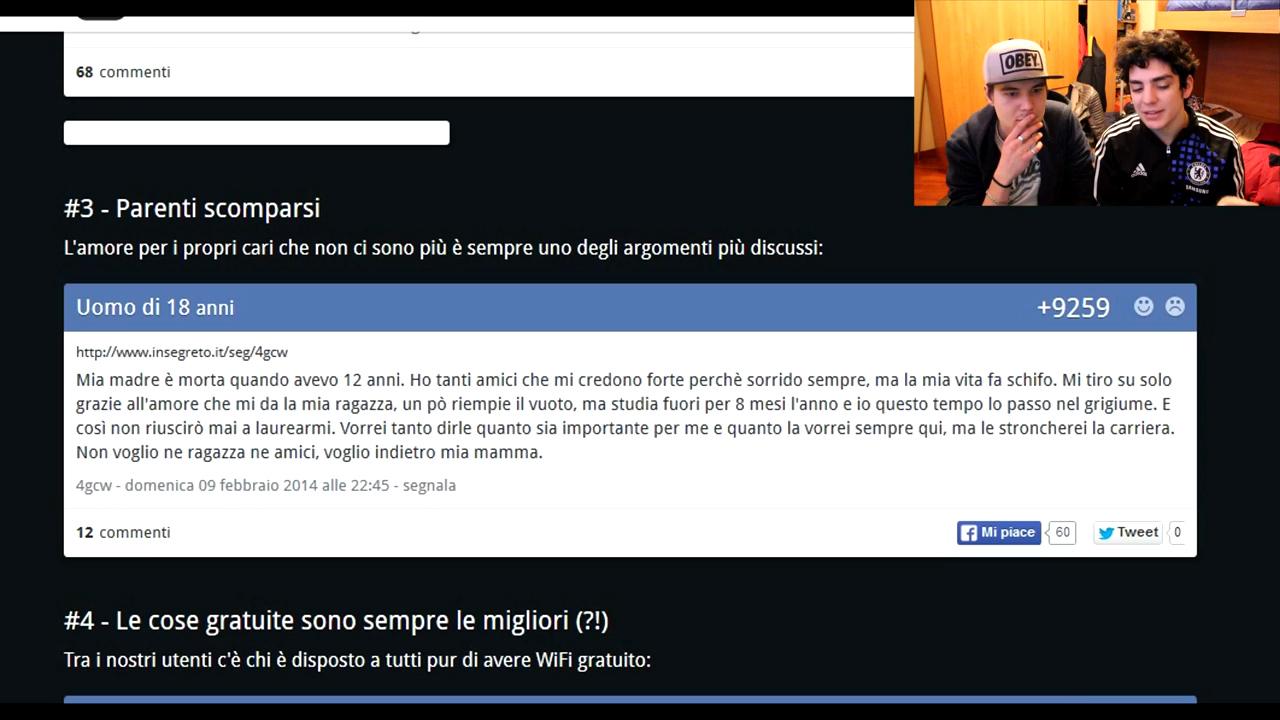 68 commenti
#3 - Parenti scomparsi
L'amore per i propri cari che non ci sono più è sempre uno degli argomenti più discussi:
Uomo di 18 anni +9259
http://www.insegreto.it/seg/4gcw
Mia madre è morta quando avevo 12 anni. Ho tanti amici che mi credono forte perchè sorrido sempre, ma la mia vita fa schifo. Mi tiro su solo
grazie all'amore che mi da la mia ragazza, un pò riempie il vuoto, ma studia fuori per 8 mesi l'anno e io questo tempo lo passo nel grigiume. E
così non riuscirò mai a laurearmi. Vorrei tanto dirle quanto sia importante per me e quanto la vorrei sempre qui, ma le stroncherei la carriera.
Non voglio ne ragazza ne amici, voglio indietro mia mamma.
4gcw - domenica 09 febbraio 2014 alle 22:45 - segnala
12 commenti Mi piace 60 Tweet 0
#4 - Le cose gratuite sono sempre le migliori (?!)
Tra i nostri utenti c'è chi è disposto a tutti pur di avere WiFi gratuito:
OBEY
adidas
SAMSUNG